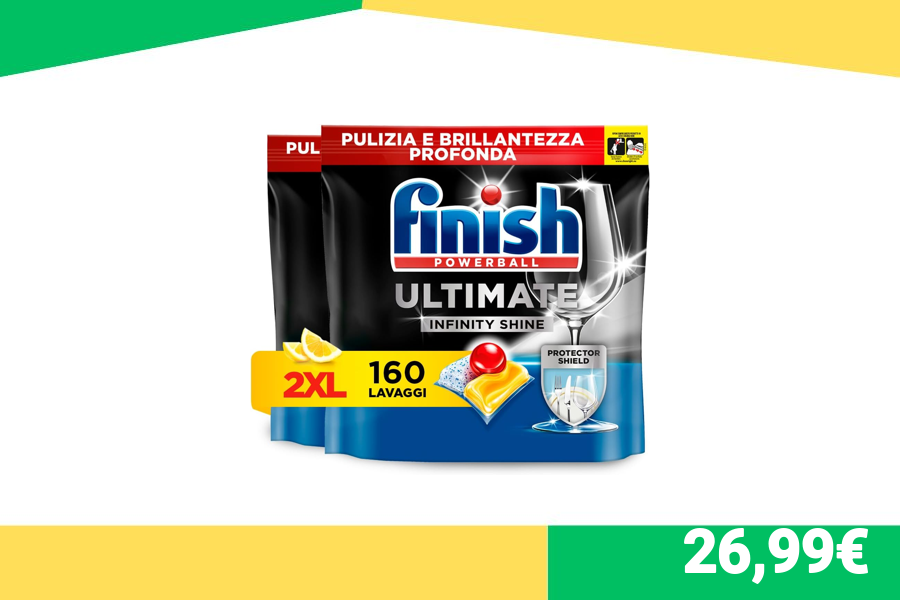 PULIZIA E BRILLANTEZZA
PROFONDA
PUL
finish
POWERBALL
ULTIMATE
INFINITY SHINE
PROTECTOR
SHIELD
2XL
160
LAVAGGI
26,99€